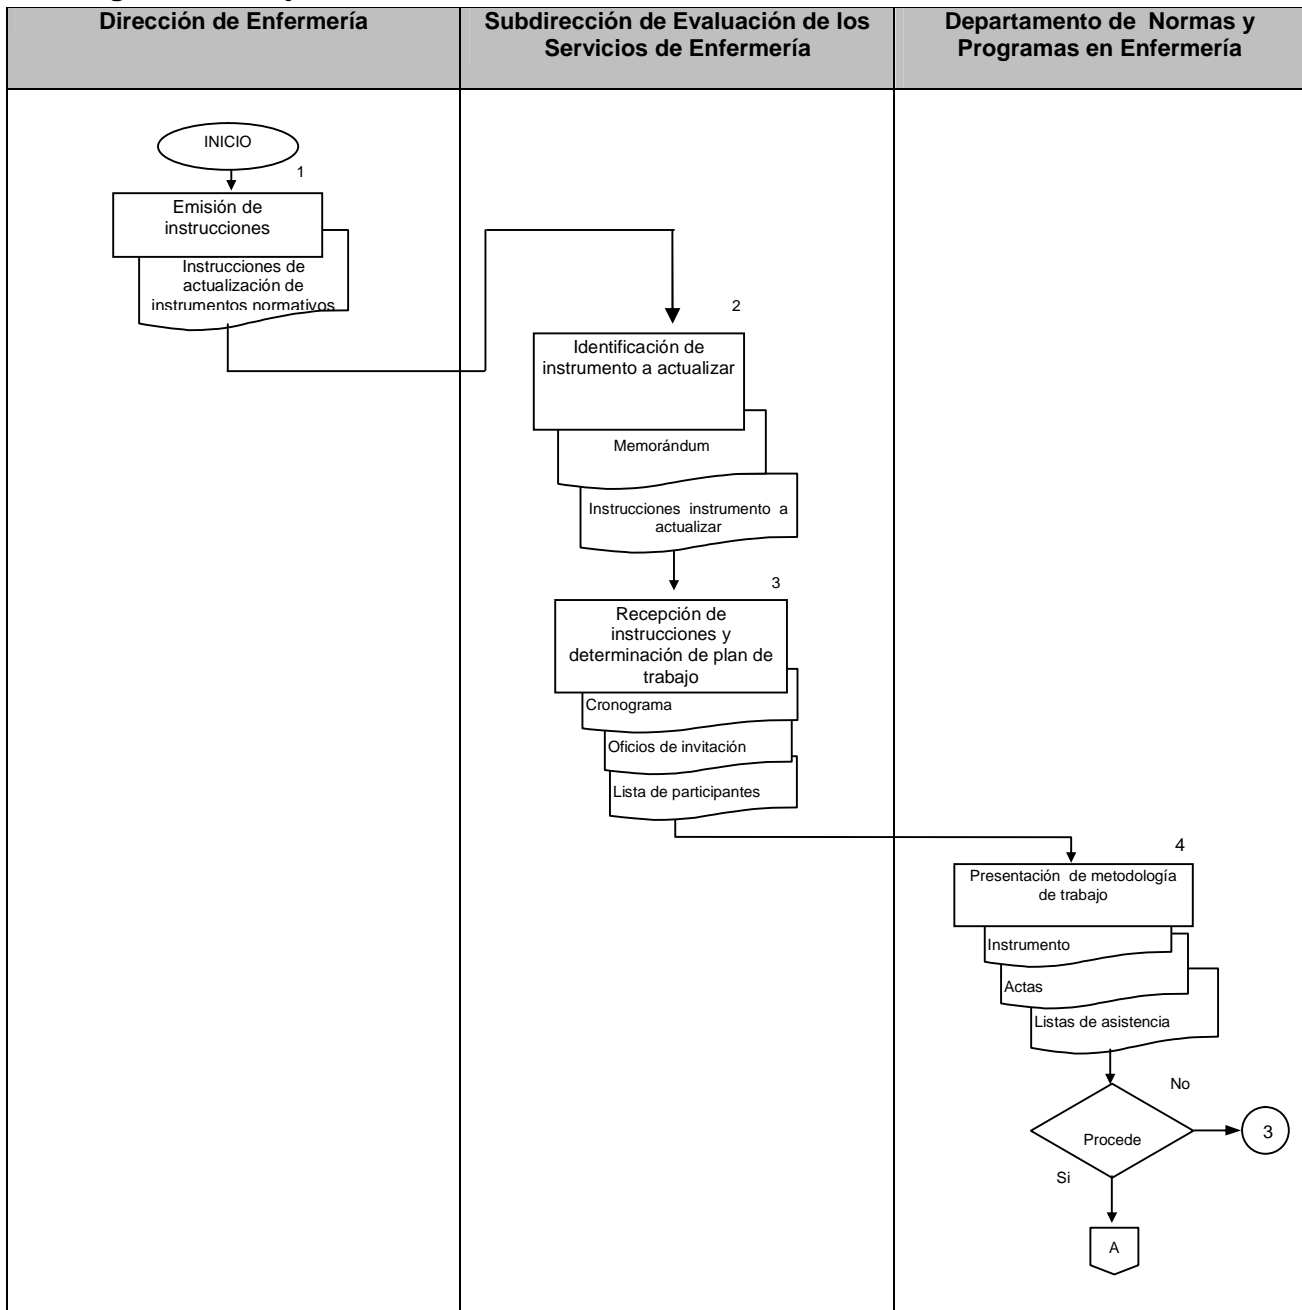 Dirección de Enfermería
Subdirección de Evaluación de los
Servicios de Enfermería
Departamento de Normas y
Programas en Enfermería
INICIO
1
Emisión de
instrucciones
Instrucciones de
actualización de
instrumentos normativos
2
Identificación de
instrumento a actualizar
Memorándum
Instrucciones instrumento a
actualizar
3
Recepción de
instrucciones y
determinación de plan de
trabajo
Cronograma
Oficios de invitación
Lista de participantes
4
Presentación de metodología
de trabajo
Instrumento
Actas
Listas de asistencia
No
Procede
3
Si
A